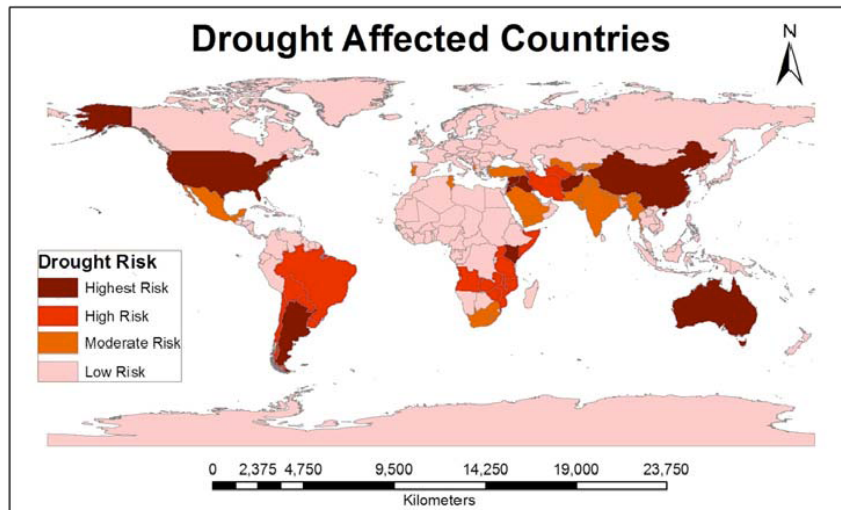 Drought Affected Countries
N
Drought Risk
Highest Risk
High Risk
Moderate Risk
Low Risk
0 2,375 4,750 9,500 14,250 19,000 23,750
Kilometers